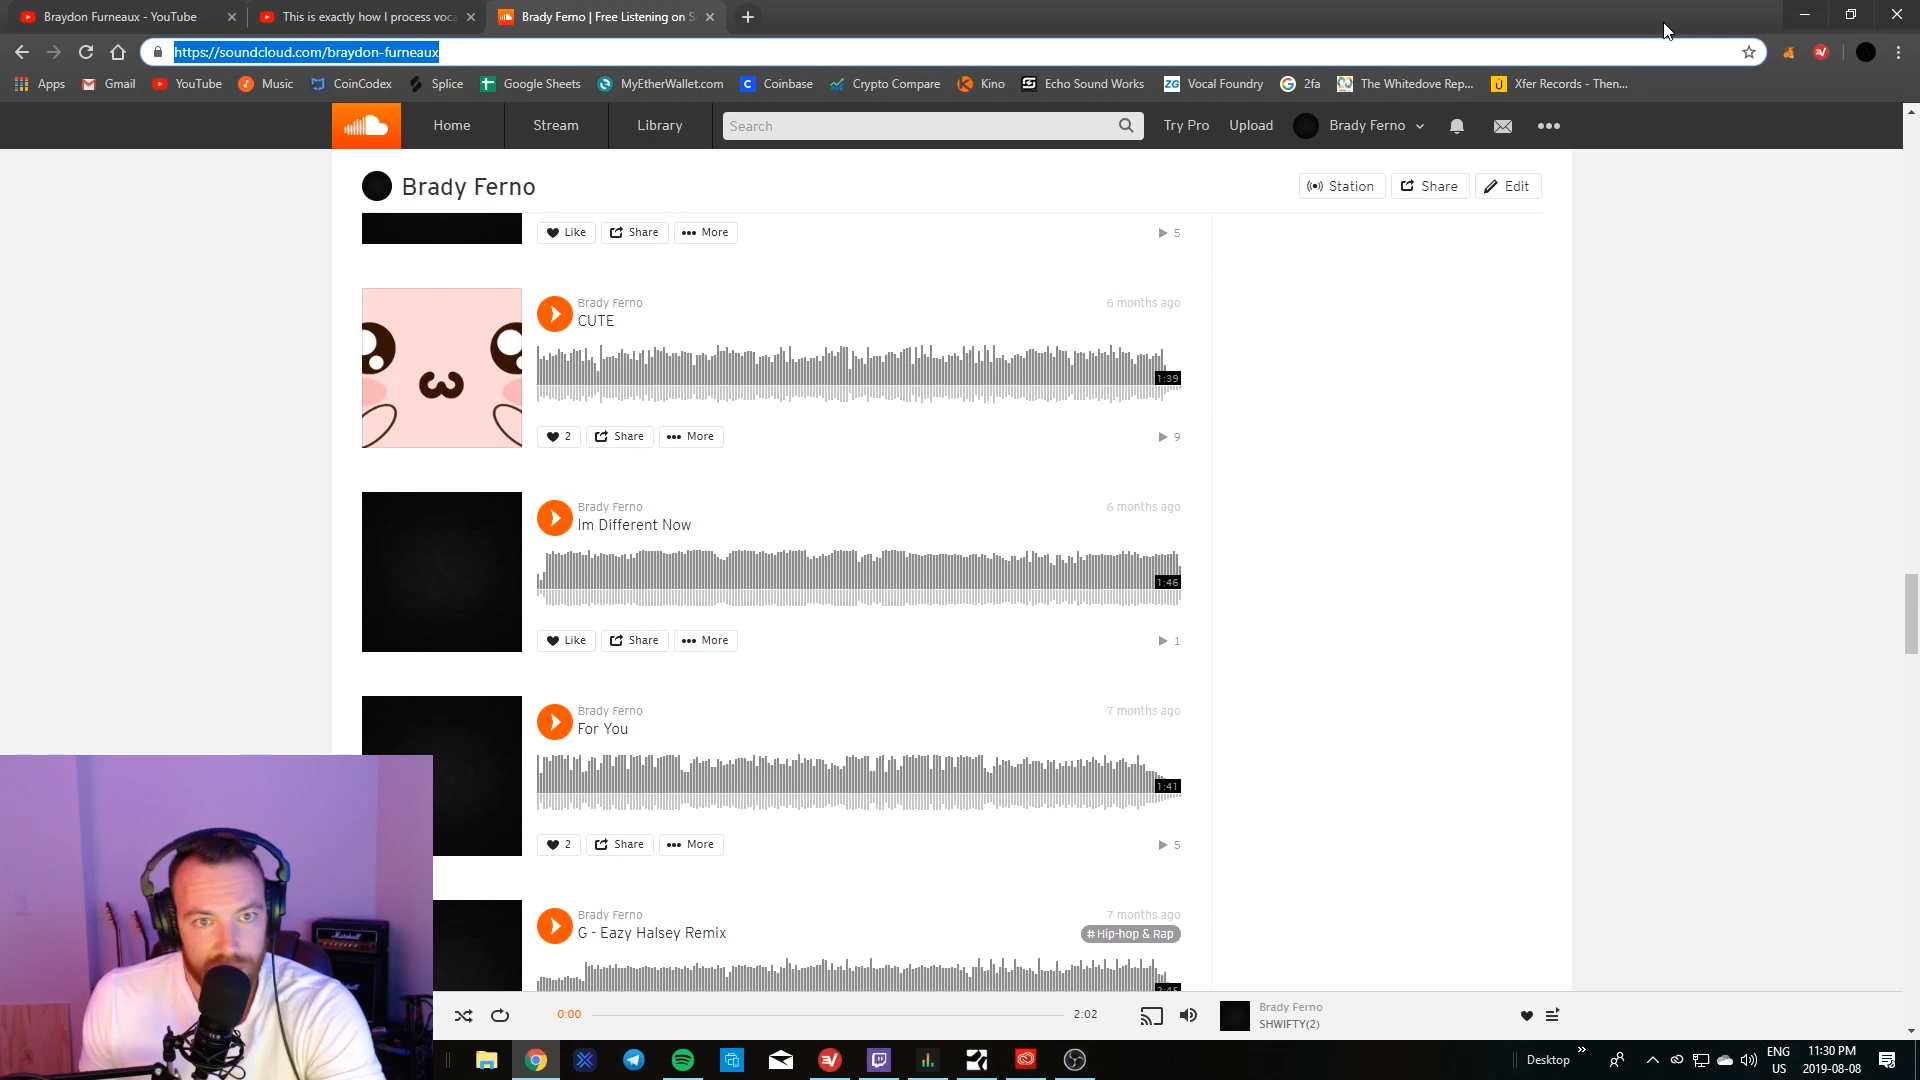 Braydon Furneaux - YouTube
This is exactly how I process voca
Brady Ferno | Free Listening on S
https://soundcloud.com/braydon-furneaux
Apps
Gmail
YouTube
Music
CoinCodex
Splice
Google Sheets
MyEtherWallet.com
Coinbase
Crypto Compare
Kino
Echo Sound Works
Vocal Foundry
2fa
The Whitedove Rep...
Xfer Records - Then...
Home
Stream
Library
Search
Try Pro
Upload
Brady Ferno
Brady Ferno
Station
Share
Edit
Like
Share
More
5
Brady Ferno
6 months ago
CUTE
1:39
2
Share
More
9
Brady Ferno
6 months ago
Im Different Now
1:46
Like
Share
More
1
Brady Ferno
7 months ago
For You
1:41
2
Share
More
5
Brady Ferno
7 months ago
G - Eazy Halsey Remix
# Hip-hop & Rap
Marshall
0:00
2:02
Brady Ferno
SHWIFTY(2)
Desktop
ENG
US
11:30 PM
2019-08-08